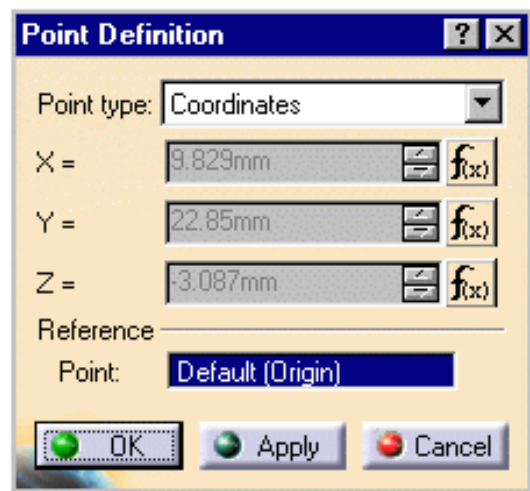 Point Definition ? ×
Point type: Coordinates
X = 9.829mm f(x)
Y = 22.85mm f(x)
Z = -3.087mm f(x)
Reference
Point: Default (Origin)
OK Apply Cancel